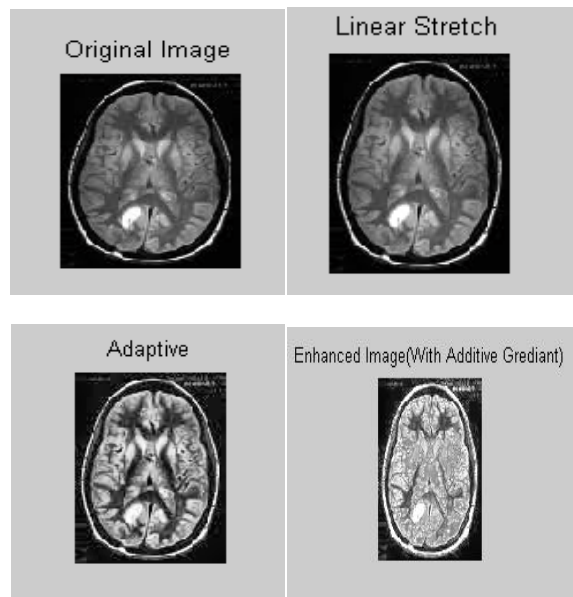 Original Image
Linear Stretch
Adaptive
Enhanced Image(With Additive Grediant)